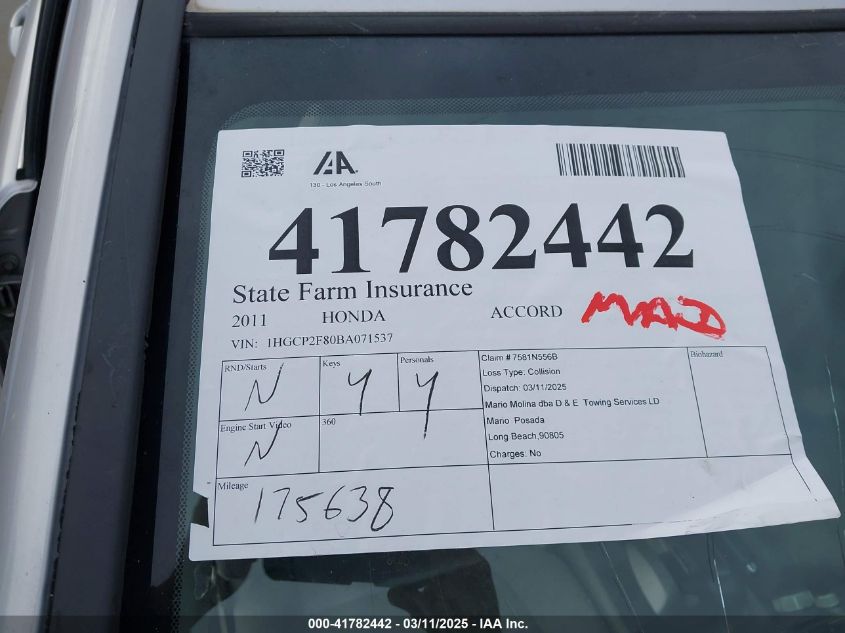 IAA
130 - Los Angeles South
41782442
State Farm Insurance
2011 HONDA ACCORD
VIN: 1HGCP2F80BA071537
RND/Starts N
Keys Y
Personals Y
Claim # 7581N556B
Loss Type: Collision
Dispatch: 03/11/2025
Mario Molina dba D & E Towing Services LD
Mario Posada
Long Beach,90805
Charges: No
Biohazard
Engine Start Video N
360
Mileage 175638
000-41782442 - 03/11/2025 - IAA Inc.